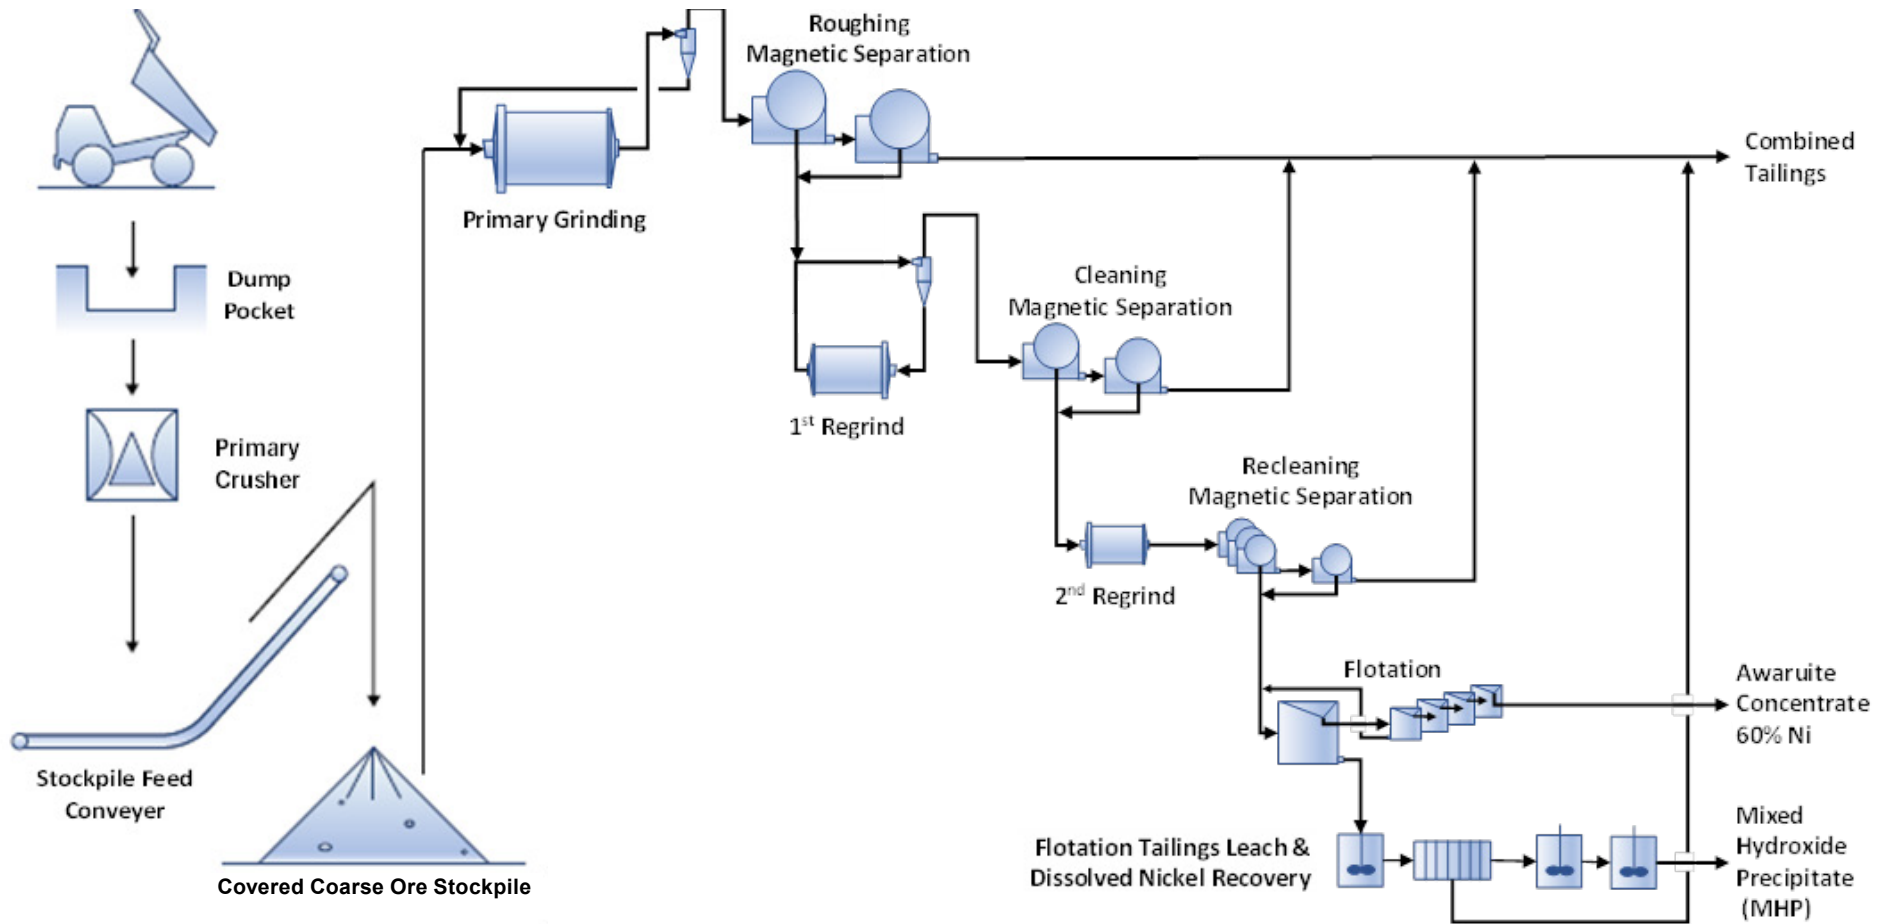 Roughing
Magnetic Separation
Combined
Tailings
Primary Grinding
Dump
Pocket
Cleaning
Magnetic Separation
1st Regrind
Primary
Crusher
Recleaning
Magnetic Separation
2nd Regrind
Flotation
Awaruite
Concentrate
60% Ni
Stockpile Feed
Conveyer
Covered Coarse Ore Stockpile
Flotation Tailings Leach &
Dissolved Nickel Recovery
Mixed
Hydroxide
Precipitate
(MHP)